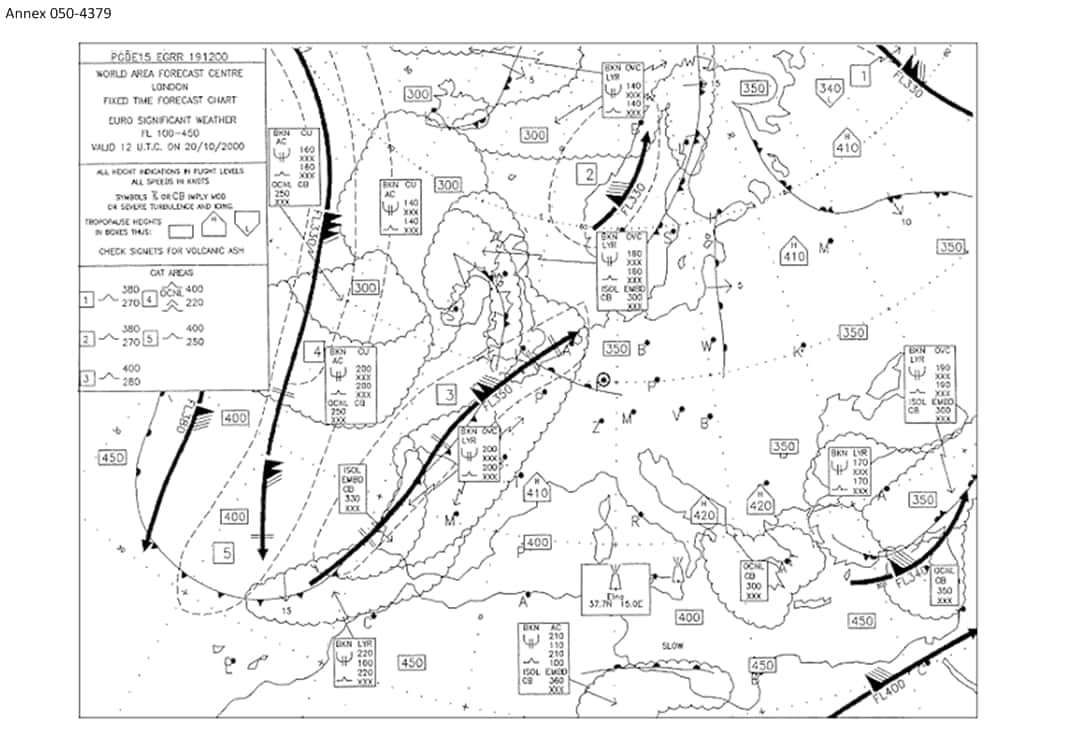 Annex 050-4379
PGDE15 EGRR 191200
WORLD AREA FORECAST CENTRE
LONDON
FIXED TIME FORECAST CHART
EURO SIGNIFICANT WEATHER
FL 100-450
VALID 12 U.T.C. ON 20/10/2000
ALL HEIGHT INDICATIONS IN FLIGHT LEVELS
ALL SPEEDS IN KNOTS
SYMBOLS OR CB IMPLY MOD
OR SEVERE TURBULENCE AND ICING.
TROPOPAUSE HEIGHTS
IN BOXES THUS:
H
L
CHECK SIGMETS FOR VOLCANIC ASH
CAT AREAS
1 380 270
4 OCNL 400 220
2 380 270
5 400 250
3 400 280
BKN CU
AC
160
XXX
160
XXX
OCNL CB
250
XXX
300
BKN CU
AC
140
XXX
140
XXX
300
300
BKN OVC
LYR
140
XXX
140
XXX
B
2
FL330
350
340
L
1
FL330
H
410
10
H
410
M
350
FL330
300
4
BKN CU
AC
200
XXX
200
XXX
OCNL CB
250
XXX
BKN OVC
LYR
180
XXX
180
XXX
ISOL EMBD
CB 300
XXX
S
350
B
W
K
350
BKN OVC
LYR
190
XXX
190
XXX
ISOL EMBD
CB 300
XXX
3
FL350
P
A
P
Z
M
V
B
FL380
400
450
400
5
ISOL
EMBD
CB
330
XXX
BKN OVC
LYR
200
XXX
200
XXX
M
H
410
400
P
R
350
H
420
H
420
BKN LYR
170
XXX
170
XXX
A
350
Etna
37.7N 15.0E
OCNL
CB
300
XXX
FL340
OCNL
CB
350
XXX
15
C
A
400
450
BKN LYR
220
100
220
XXX
450
BKN AC
210
110
210
100
ISOL EMBD
CB 360
XXX
SLOW
450
B
C
FL400